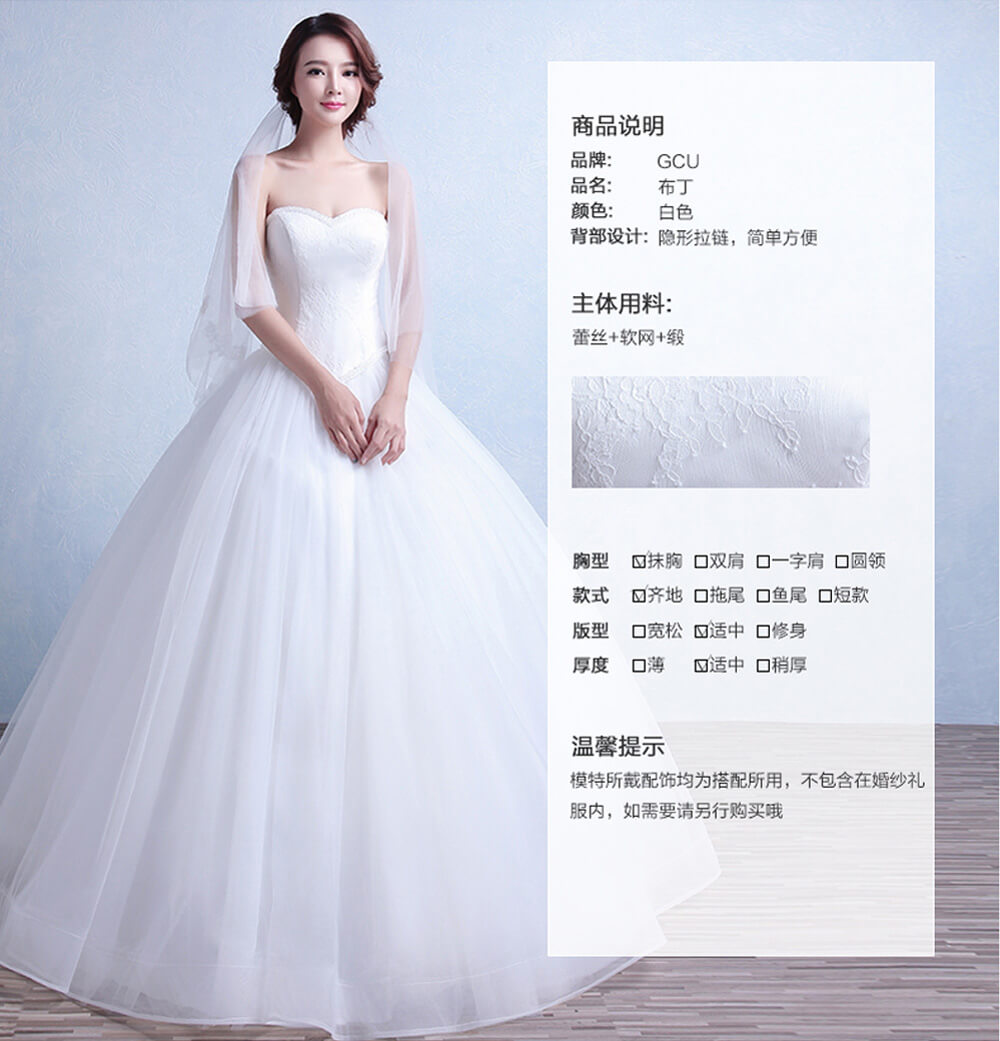 商品说明
品牌: GCU
品名: 布丁
颜色: 白色
背部设计: 隐形拉链，简单方便
主体用料:
蕾丝+软网+缎
胸型 ☑抹胸 □双肩 □一字肩 □圆领
款式 ☑齐地 □拖尾 □鱼尾 □短款
版型 □宽松 ☑适中 □修身
厚度 □薄 ☑适中 □稍厚
温馨提示
模特所戴配饰均为搭配所用，不包含在婚纱礼
服内，如需要请另行购买哦